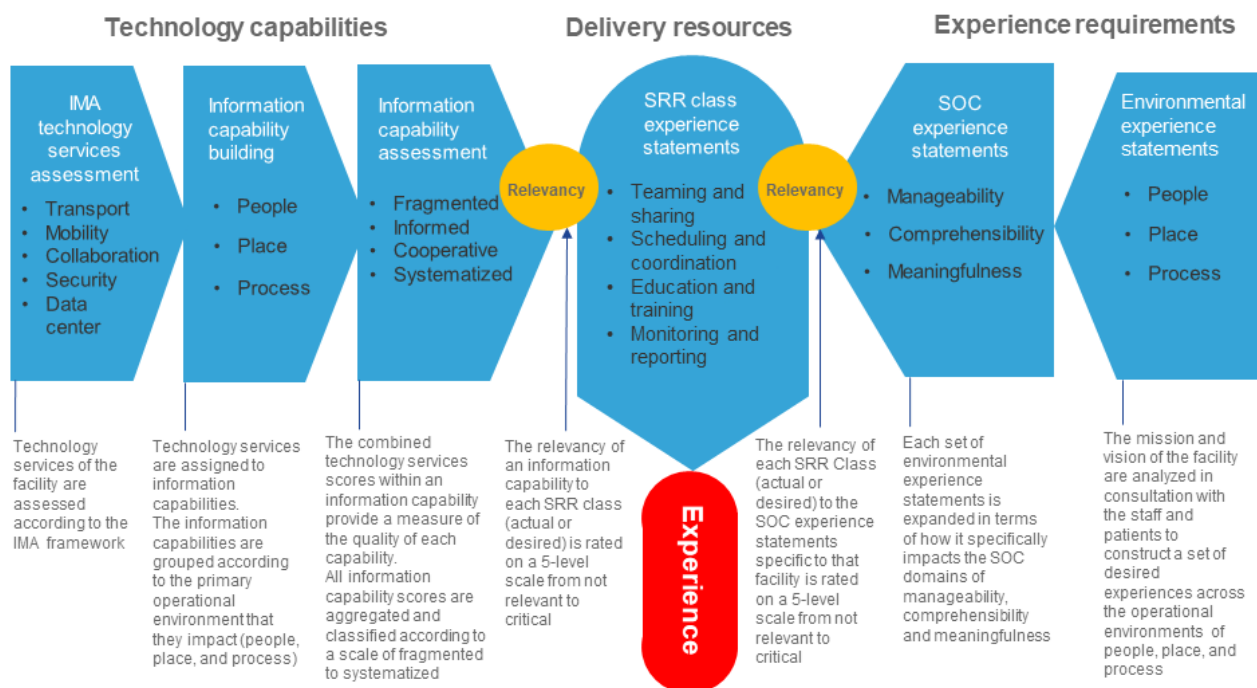 Technology capabilities
Delivery resources
Experience requirements
IMA
technology
services
assessment
• Transport
• Mobility
• Collaboration
• Security
• Data
center
Information
capability
building
• People
• Place
• Process
Information
capability
assessment
• Fragmented
• Informed
• Cooperative
• Systematized
Relevancy
SRR class
experience
statements
• Teaming and
sharing
• Scheduling and
coordination
• Education and
training
• Monitoring and
reporting
Relevancy
SOC
experience
statements
• Manageability
• Comprehensibility
• Meaningfulness
Environmental
experience
statements
• People
• Place
• Process
Technology
services of the
facility are
assessed
according to the
IMA framework
Technology services
are assigned to
information
capabilities.
The information
capabilities are
grouped according
to the primary
operational
environment that
they impact (people,
place, and process)
The combined
technology services
scores within an
information capability
provide a measure of
the quality of each
capability.
All information
capability scores are
aggregated and
classified according to
a scale of fragmented
to systematized
The relevancy of
an information
capability to
each SRR class
(actual or
desired) is rated
on a 5-level
scale from not
relevant to
critical
Experience
The relevancy of
each SRR Class
(actual or
desired) to the
SOC experience
statements
specific to that
facility is rated
on a 5-level
scale from not
relevant to
critical
Each set of
environmental
experience
statements is
expanded in terms
of how it specifically
impacts the SOC
domains of
manageability,
comprehensibility
and meaningfulness
The mission and
vision of the facility
are analyzed in
consultation with
the staff and
patients to
construct a set of
desired
experiences across
the operational
environments of
people, place, and
process